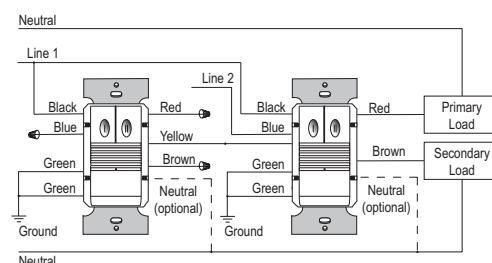 Neutral
Line 1
Line 2
Black
Red
Black
Red
Primary
Load
Blue
Blue
Yellow
Green
Brown
Green
Brown
Secondary
Load
Green
Neutral
(optional)
Green
Neutral
(optional)
Ground
Ground
Neutral